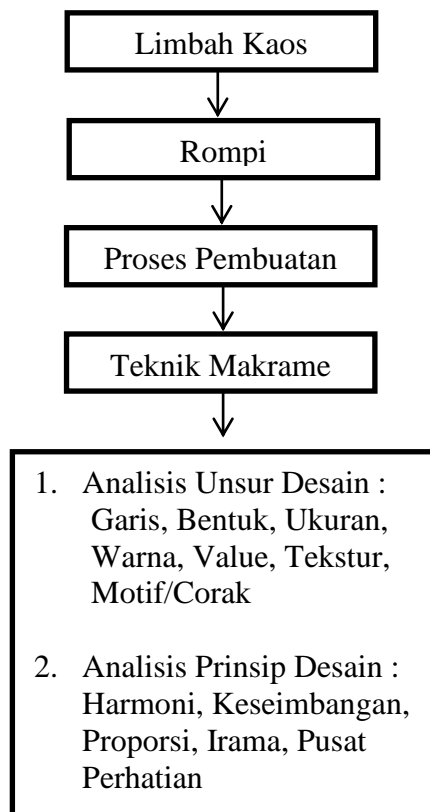 Limbah Kaos
Rompi
Proses Pembuatan
Teknik Makrame
1. Analisis Unsur Desain :
Garis, Bentuk, Ukuran,
Warna, Value, Tekstur,
Motif/Corak
2. Analisis Prinsip Desain :
Harmoni, Keseimbangan,
Proporsi, Irama, Pusat
Perhatian